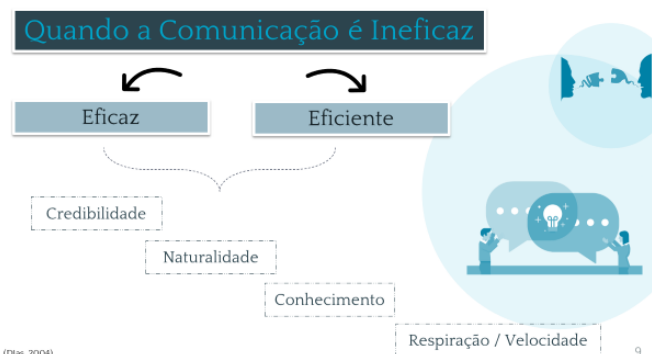 Quando a Comunicação é Ineficaz
Eficaz
Eficiente
Credibilidade
Naturalidade
Conhecimento
Respiração / Velocidade
(Dias, 2004)
9